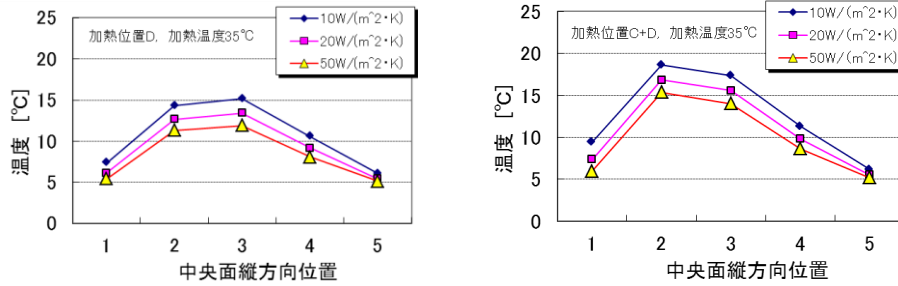 25
20
15
10
5
0
温度 [℃]
加熱位置D, 加熱温度35℃
10W/(m^2・K)
20W/(m^2・K)
50W/(m^2・K)
1 2 3 4 5
中央面縦方向位置
25
20
15
10
5
0
温度 [℃]
加熱位置C+D, 加熱温度35℃
10W/(m^2・K)
20W/(m^2・K)
50W/(m^2・K)
1 2 3 4 5
中央面縦方向位置